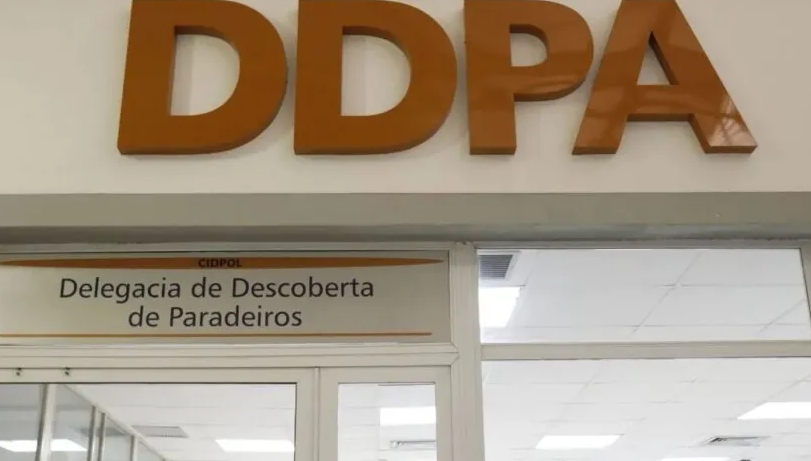 DDPA
CIDPOL
Delegacia de Descoberta
de Paradeiros